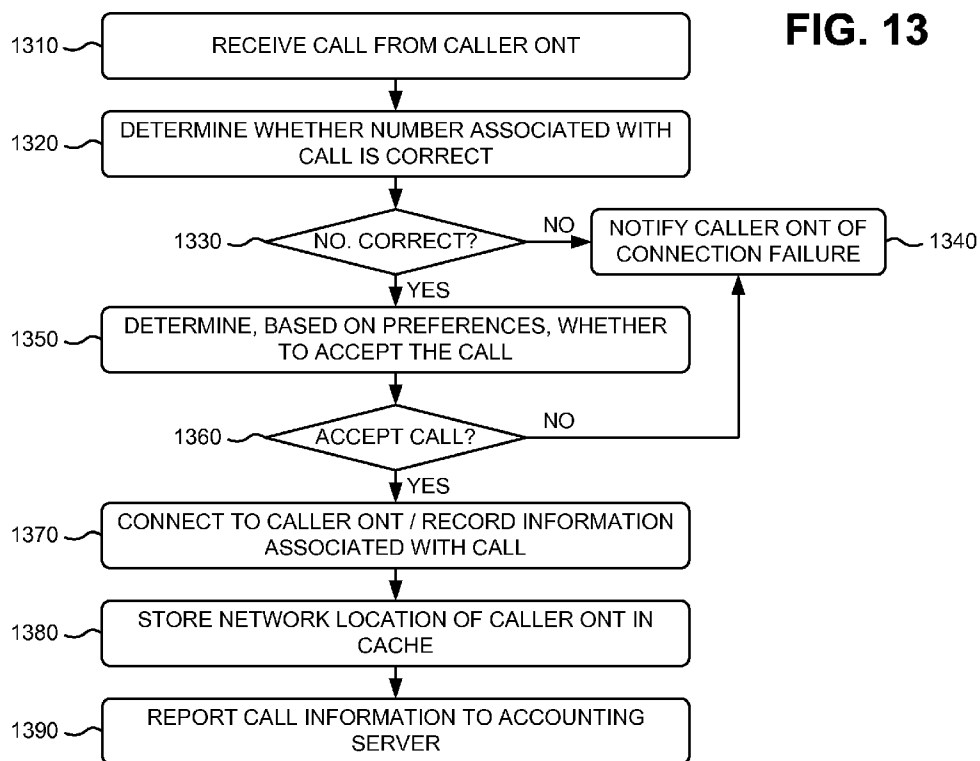 FIG. 13
1310
RECEIVE CALL FROM CALLER ONT
1320
DETERMINE WHETHER NUMBER ASSOCIATED WITH
CALL IS CORRECT
1330
NO. CORRECT?
NO
NOTIFY CALLER ONT OF
CONNECTION FAILURE
1340
YES
1350
DETERMINE, BASED ON PREFERENCES, WHETHER
TO ACCEPT THE CALL
1360
ACCEPT CALL?
NO
YES
1370
CONNECT TO CALLER ONT / RECORD INFORMATION
ASSOCIATED WITH CALL
1380
STORE NETWORK LOCATION OF CALLER ONT IN
CACHE
1390
REPORT CALL INFORMATION TO ACCOUNTING
SERVER